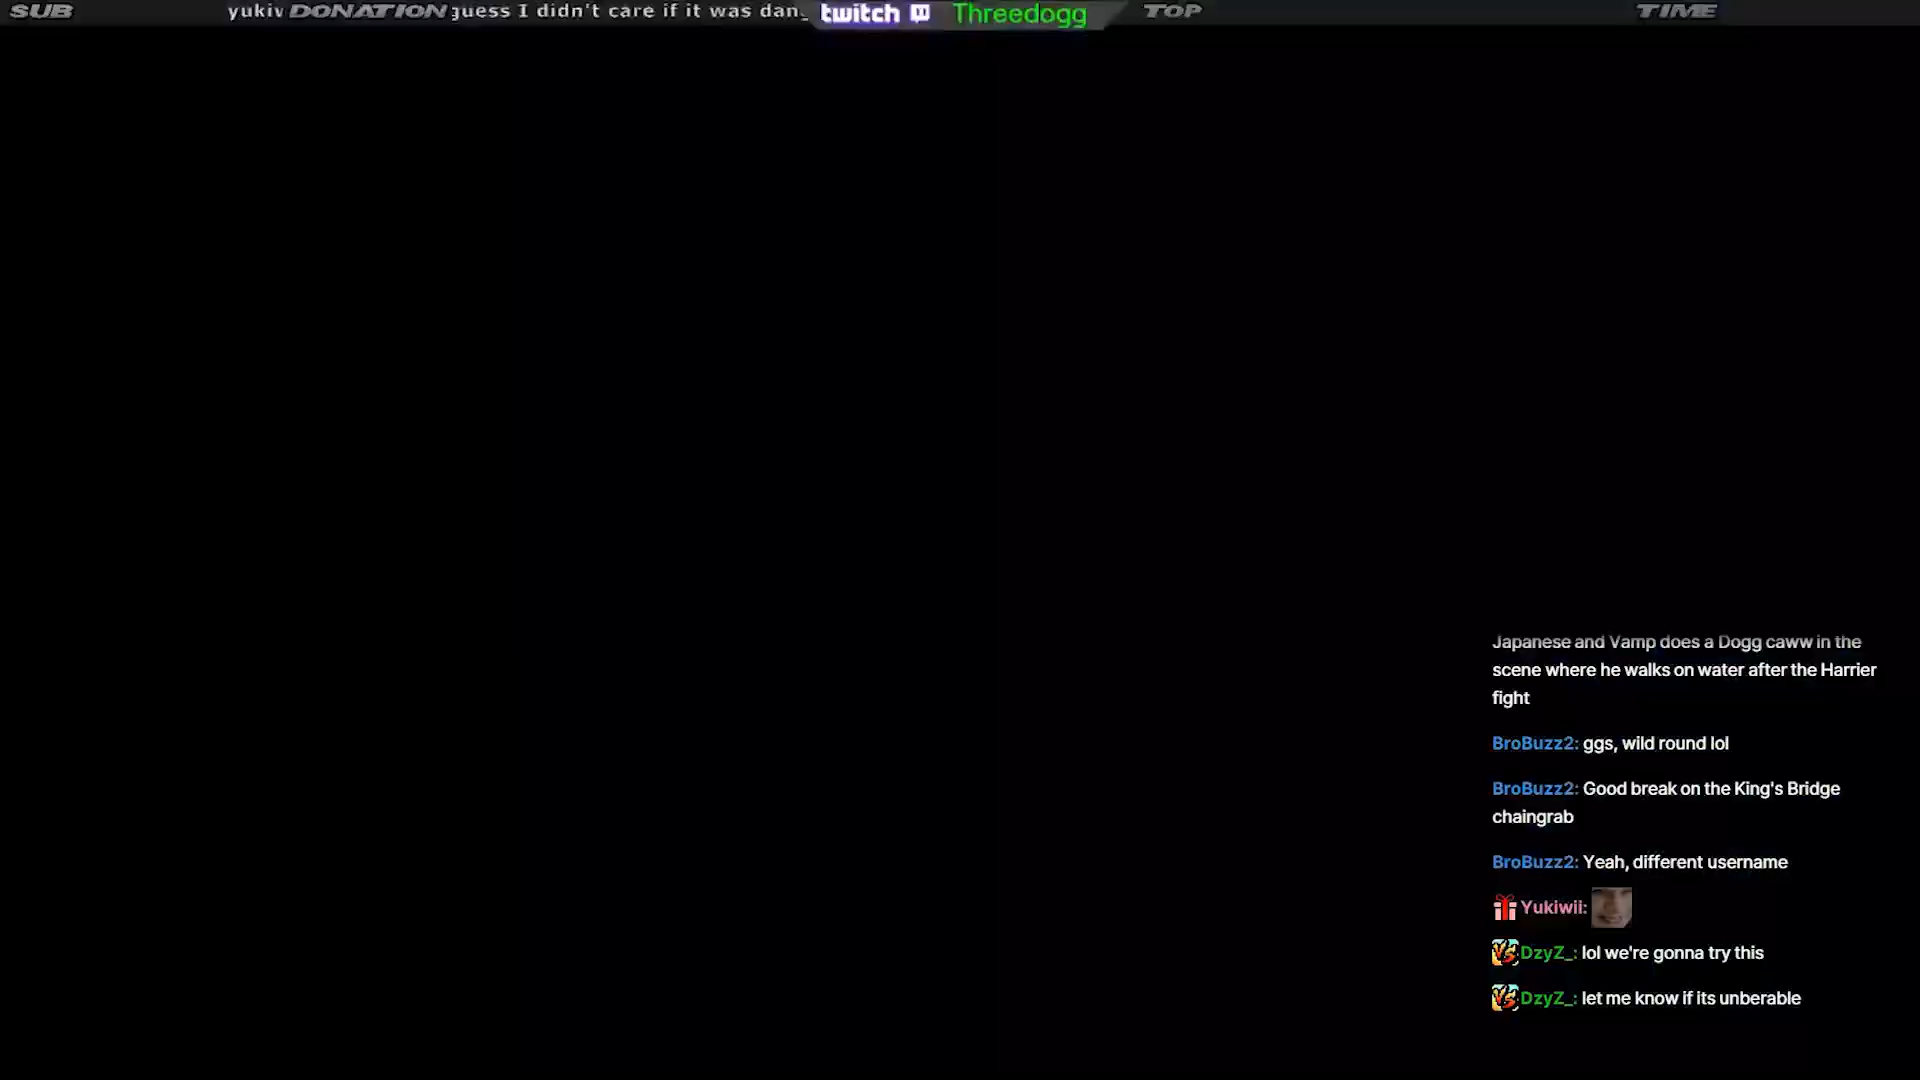 SUB yukiv DONATION guess I didn't care if it was dan twitch Threedogg TOP TIME
Japanese and Vamp does a Dogg caww in the
scene where he walks on water after the Harrier
fight
BroBuzz2: ggs, wild round lol
BroBuzz2: Good break on the King's Bridge
chaingrab
BroBuzz2: Yeah, different username
Yukiwii:
DzyZ_: lol we're gonna try this
DzyZ_: let me know if its unberable